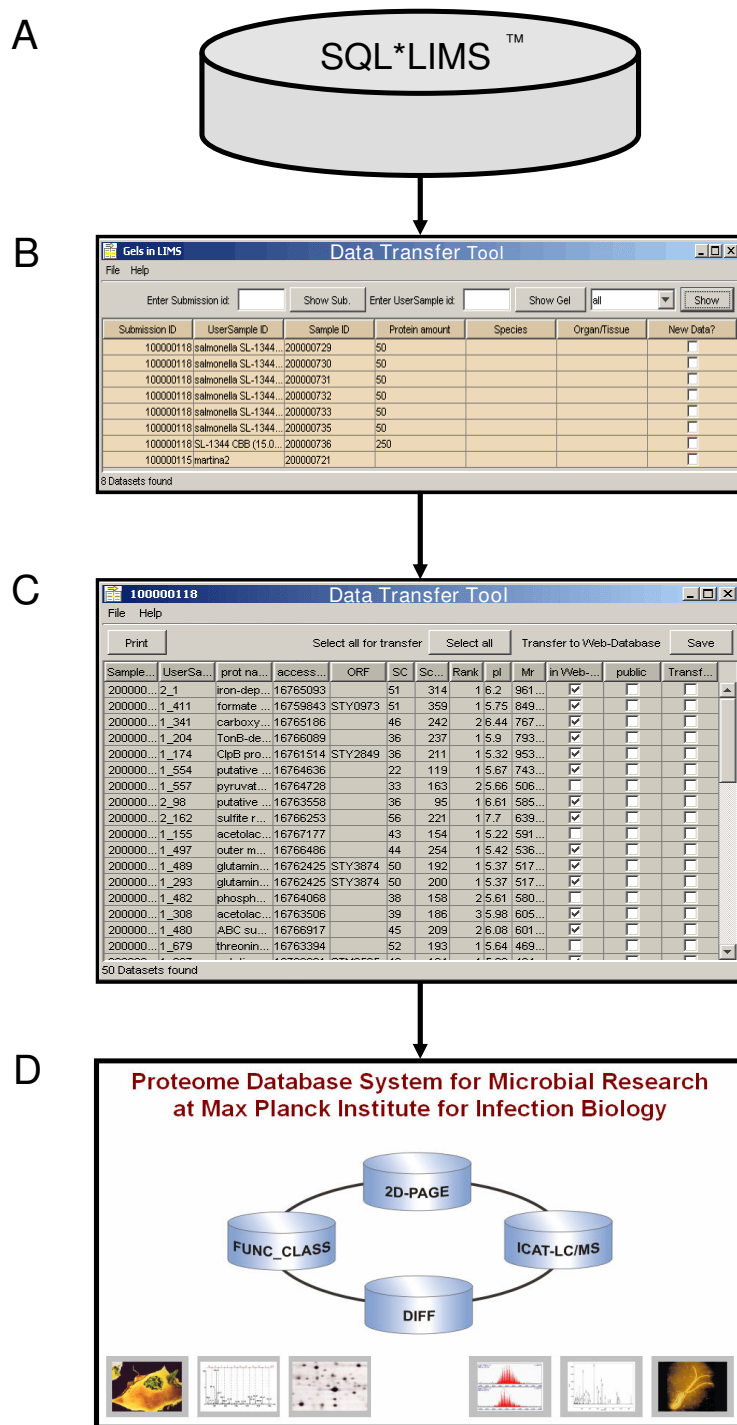 A
SQL*LIMS ™
B
Gels in LIMS Data Transfer Tool
File Help
Enter Submission id: Show Sub. Enter UserSample id: Show Gel all Show
Submission ID UserSample ID Sample ID Protein amount Species Organ/Tissue New Data?
100000118 salmonella SL-1344... 200000729 50
100000118 salmonella SL-1344... 200000730 50
100000118 salmonella SL-1344... 200000731 50
100000118 salmonella SL-1344... 200000732 50
100000118 salmonella SL-1344... 200000733 50
100000118 salmonella SL-1344... 200000735 50
100000118 SL-1344 CBB (15.0... 200000736 250
100000115 martina2 200000721
8 Datasets found
C
100000118 Data Transfer Tool
File Help
Print Select all for transfer Select all Transfer to Web-Database Save
Sample... UserSa... prot na... access... ORF SC Sc... Rank pI Mr in Web-... public Transf...
200000... 2_1 iron-dep... 16765093 51 314 1 6.2 961...
200000... 1_411 formate ... 16759843 STY0973 51 359 1 5.75 849...
200000... 1_341 carboxy... 16765186 46 242 2 6.44 767...
200000... 1_204 TonB-de... 16766089 36 237 1 5.9 793...
200000... 1_174 ClpB pro... 16761514 STY2849 36 211 1 5.32 953...
200000... 1_554 putative ... 16764636 22 119 1 5.67 743...
200000... 1_557 pyruvat... 16764728 33 163 2 5.66 506...
200000... 2_98 putative ... 16763558 36 95 1 6.61 585...
200000... 2_162 sulfite r... 16766253 56 221 1 7.7 639...
200000... 1_155 acetolac... 16767177 43 154 1 5.22 591...
200000... 1_497 outer m... 16766486 44 254 1 5.42 536...
200000... 1_489 glutamin... 16762425 STY3874 50 192 1 5.37 517...
200000... 1_293 glutamin... 16762425 STY3874 50 200 1 5.37 517...
200000... 1_482 phosph... 16764068 38 158 2 5.61 580...
200000... 1_308 acetolac... 16763506 39 186 3 5.98 605...
200000... 1_480 ABC su... 16766917 45 209 2 6.08 601...
200000... 1_679 threonin... 16763394 52 193 1 5.64 469...
50 Datasets found
D
Proteome Database System for Microbial Research
at Max Planck Institute for Infection Biology
2D-PAGE
FUNC_CLASS
ICAT-LC/MS
DIFF